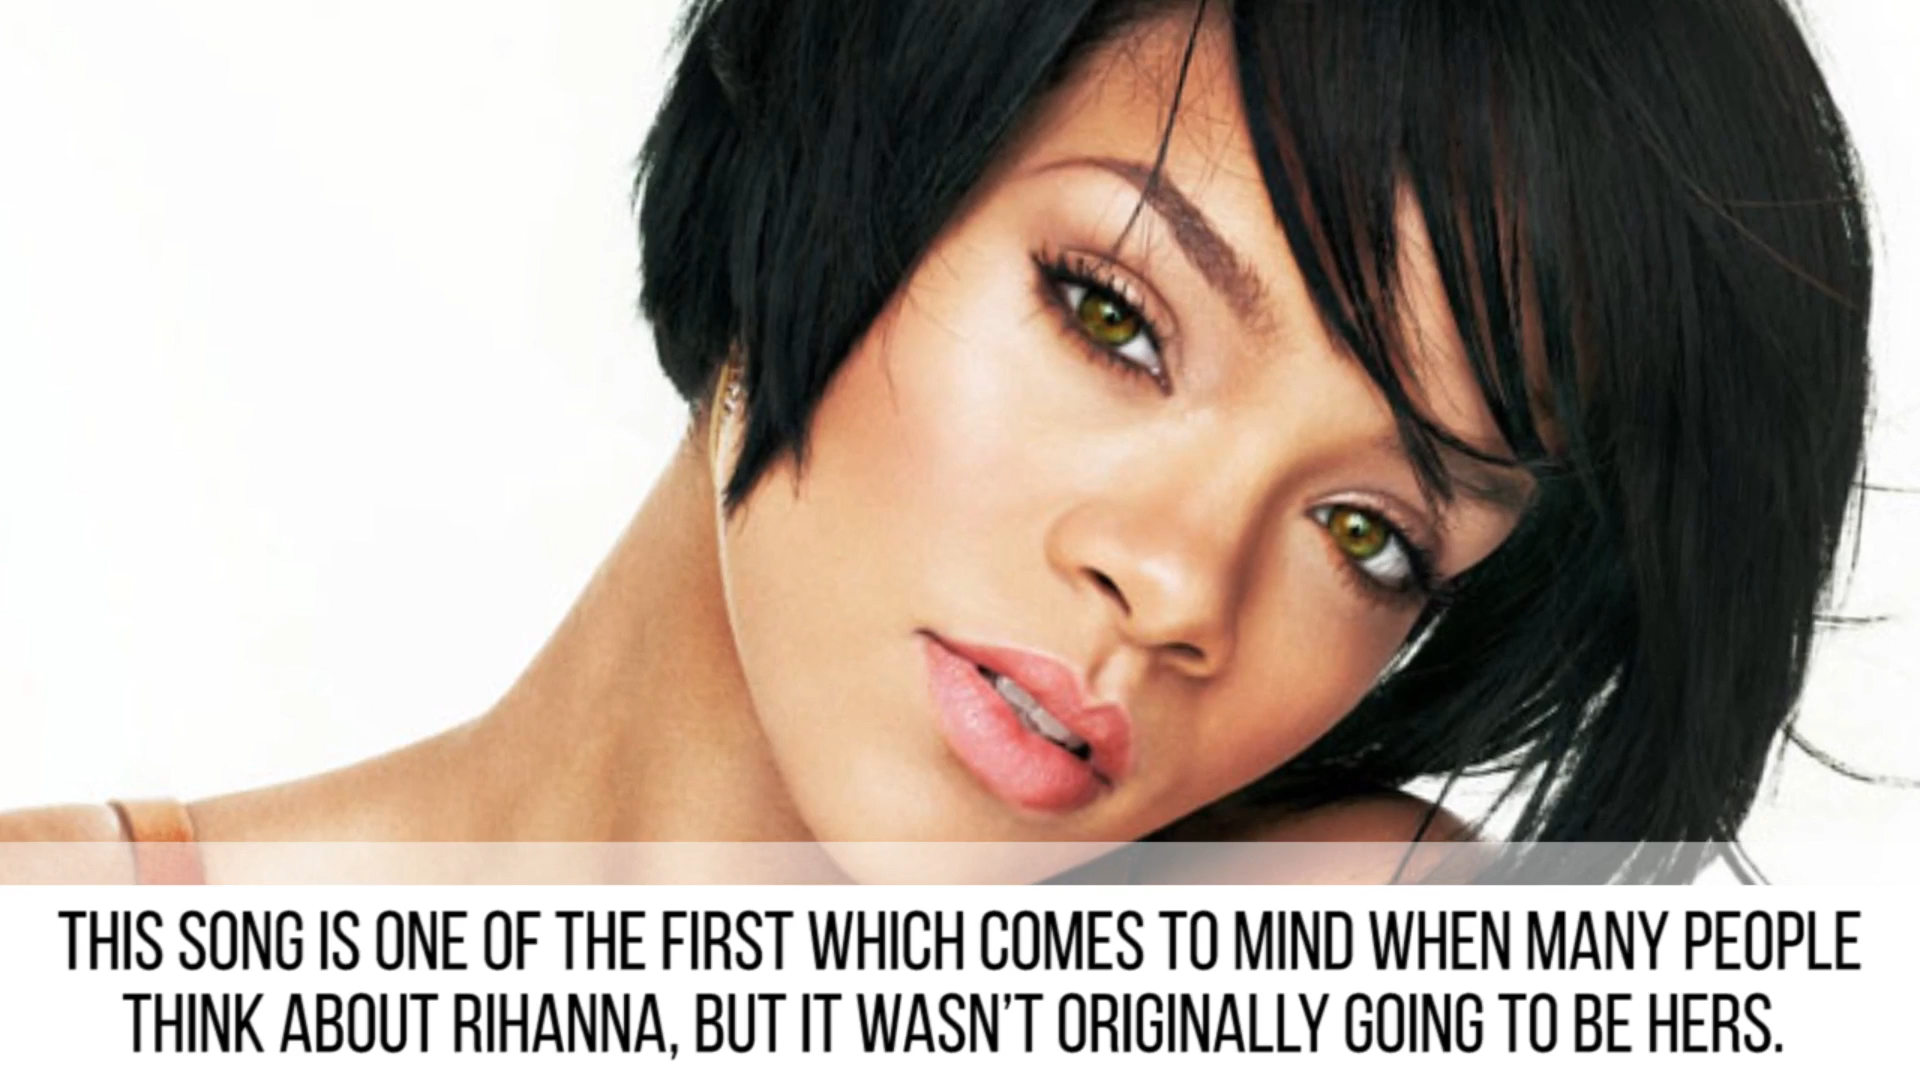 THIS SONG IS ONE OF THE FIRST WHICH COMES TO MIND WHEN MANY PEOPLE
THINK ABOUT RIHANNA, BUT IT WASN'T ORIGINALLY GOING TO BE HERS.